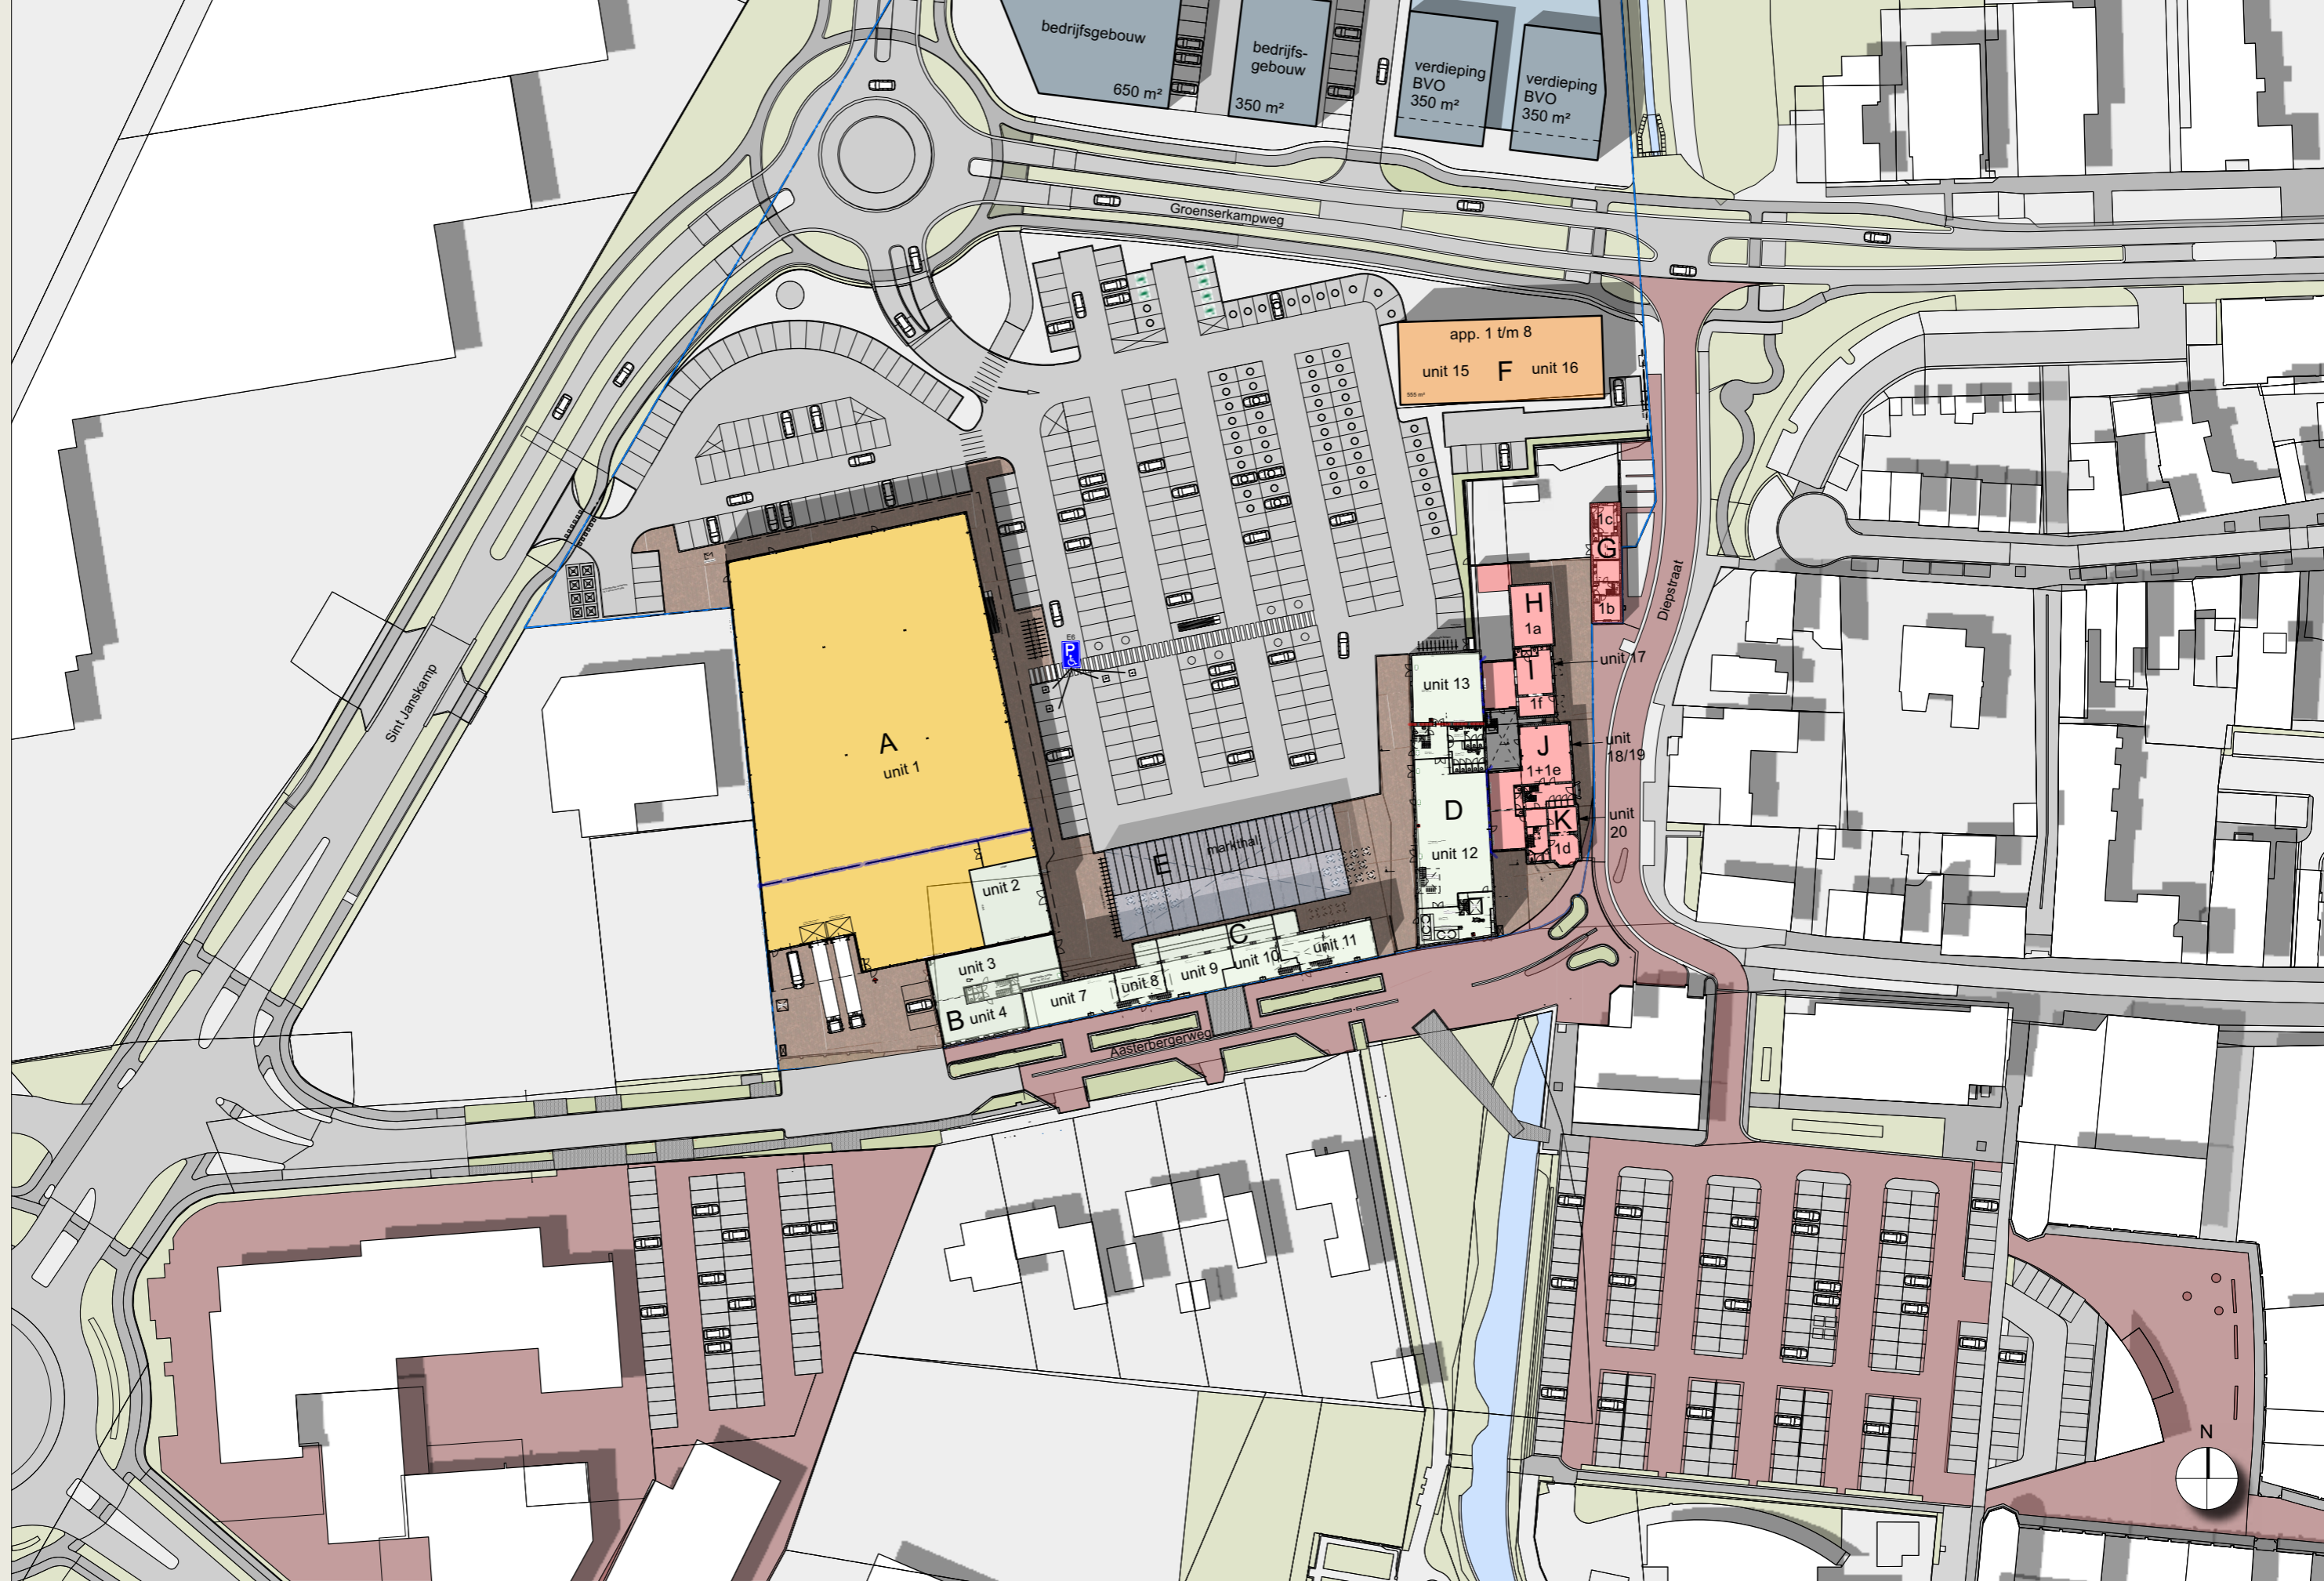 bedrijfsgebouw
650 m²
bedrijfs-
gebouw
350 m²
verdieping
BVO
350 m²
verdieping
BVO
350 m²
Groenserkampweg
app. 1 t/m 8
unit 15
F
unit 16
555 m²
1c
G
1b
Diepstraat
H
1a
unit 17
I
1f
E6
P
unit 13
Sint Janskamp
A
unit 1
J
1+1e
unit
18/19
D
K
unit
20
1d
E
markthal
unit 12
unit 2
C
unit 11
unit 10
unit 9
unit 8
unit 7
unit 3
B
unit 4
Aasterbergerweg
N